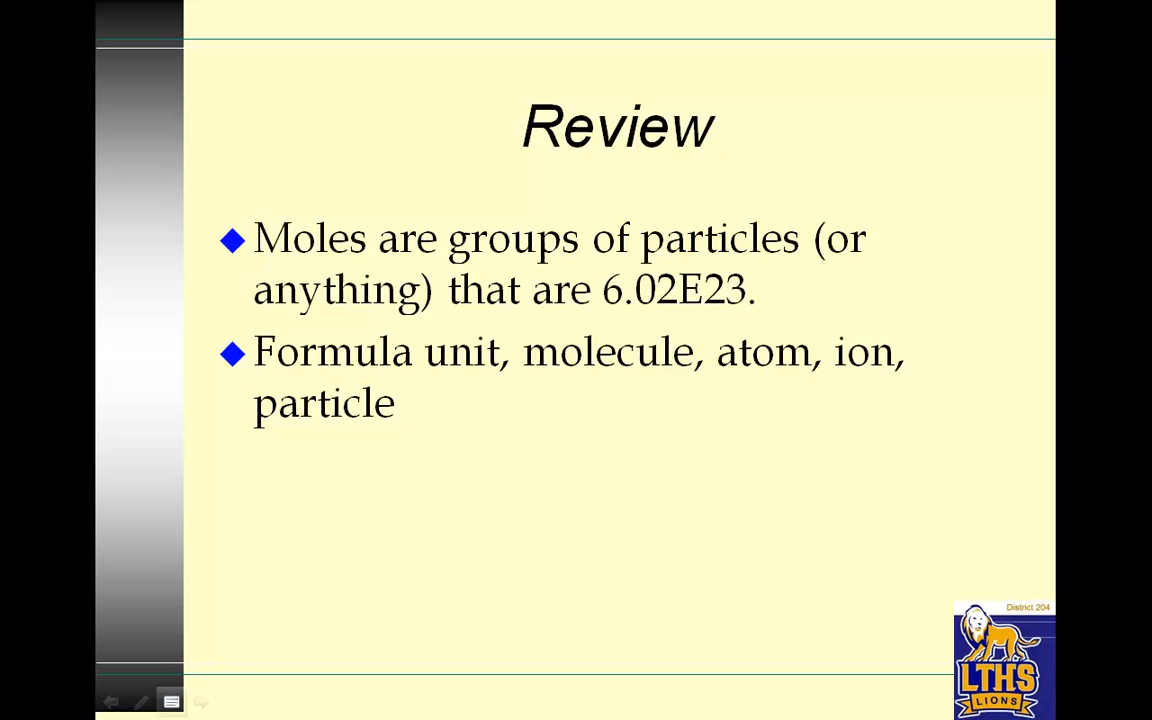 Review
Moles are groups of particles (or
anything) that are 6.02E23.
Formula unit, molecule, atom, ion,
particle
District 204
LTHS
LIONS